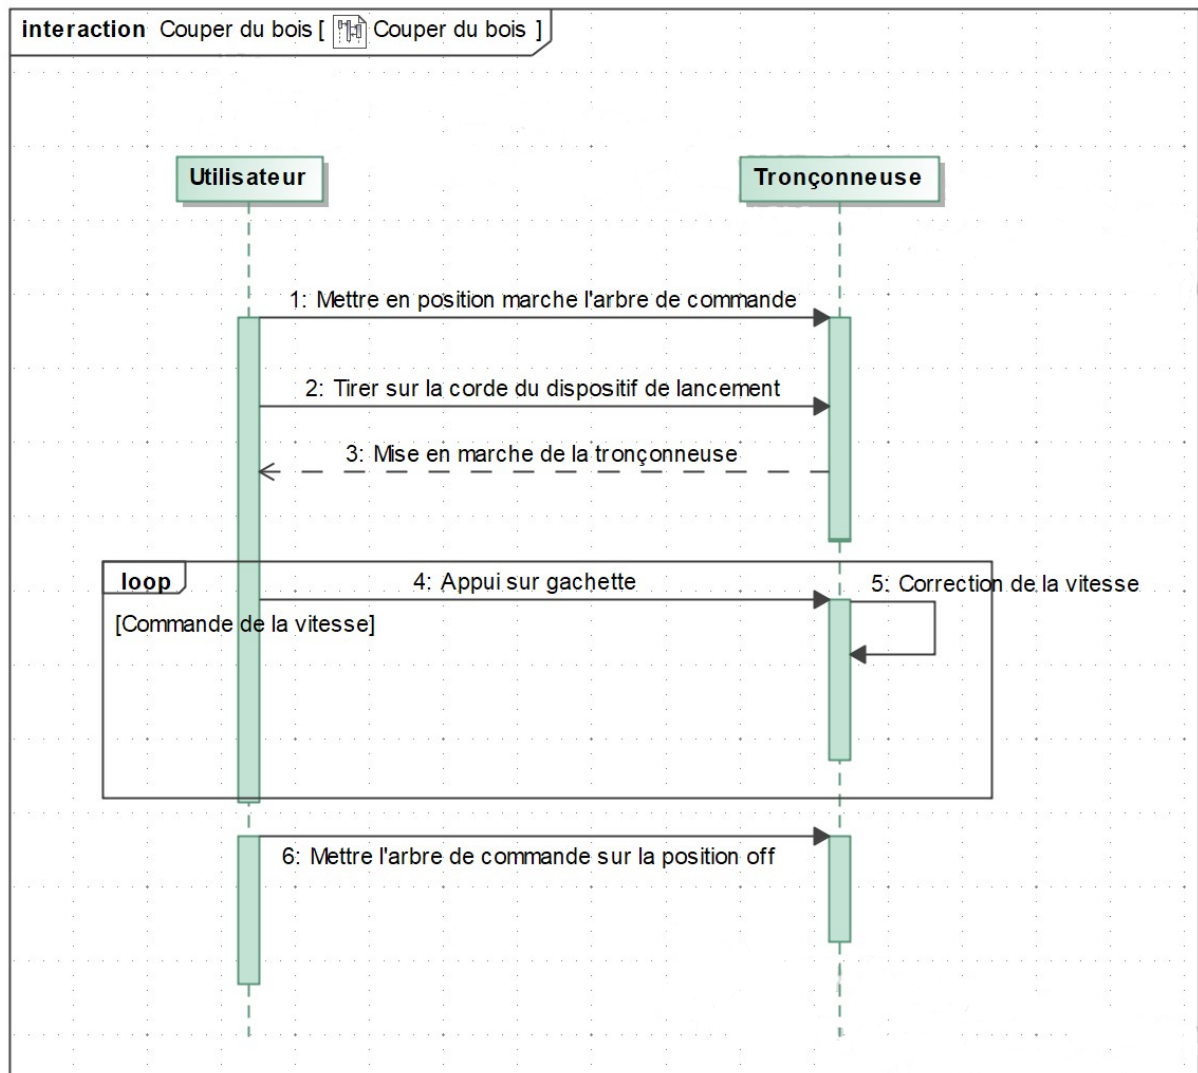 interaction Couper du bois [ Couper du bois ]
Utilisateur
Tronçonneuse
1: Mettre en position marche l'arbre de commande
2: Tirer sur la corde du dispositif de lancement
3: Mise en marche de la tronçonneuse
loop
4: Appui sur gachette
5: Correction de la vitesse
[Commande de la vitesse]
6: Mettre l'arbre de commande sur la position off